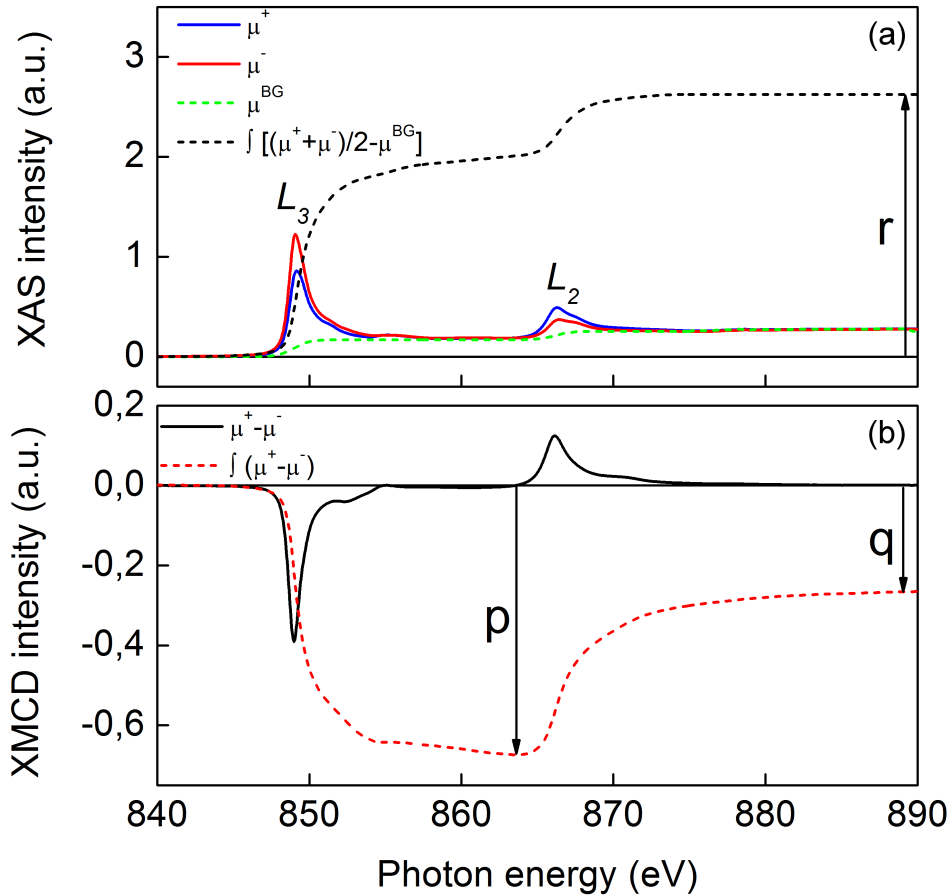 (a)
μ⁺
μ⁻
μᴮᴳ
∫ [(μ⁺+μ⁻)/2-μᴮᴳ]
XAS intensity (a.u.)
3
2
1
0
L₃
L₂
r
(b)
μ⁺-μ⁻
∫ (μ⁺-μ⁻)
XMCD intensity (a.u.)
0,2
0,0
-0,2
-0,4
-0,6
p
q
840 850 860 870 880 890
Photon energy (eV)